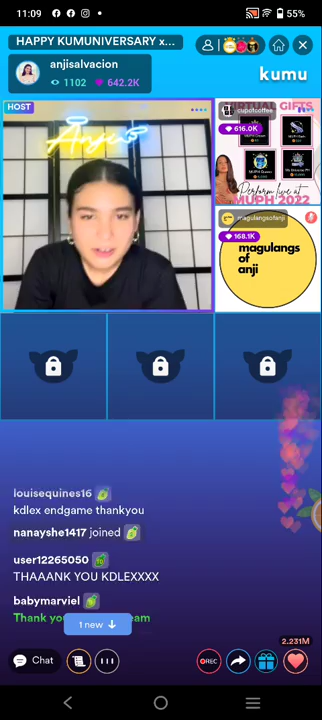 11:09
55%
HAPPY KUMUNIVERSARY x...
anjisalvacion
1102 642.2K
kumu
HOST
Anji
cupofcoffee
616.0K
VIRTUAL GIFTS
Perform live at
MUPH 2022
magulangsofanji
168.1K
magulangs
of
anji
louisequines16
kdlex endgame thankyou
nanayshe1417 joined
user12265050
THAAANK YOU KDLEXXXX
babymarviel
Thank you
1 new
2.231M
Chat
REC